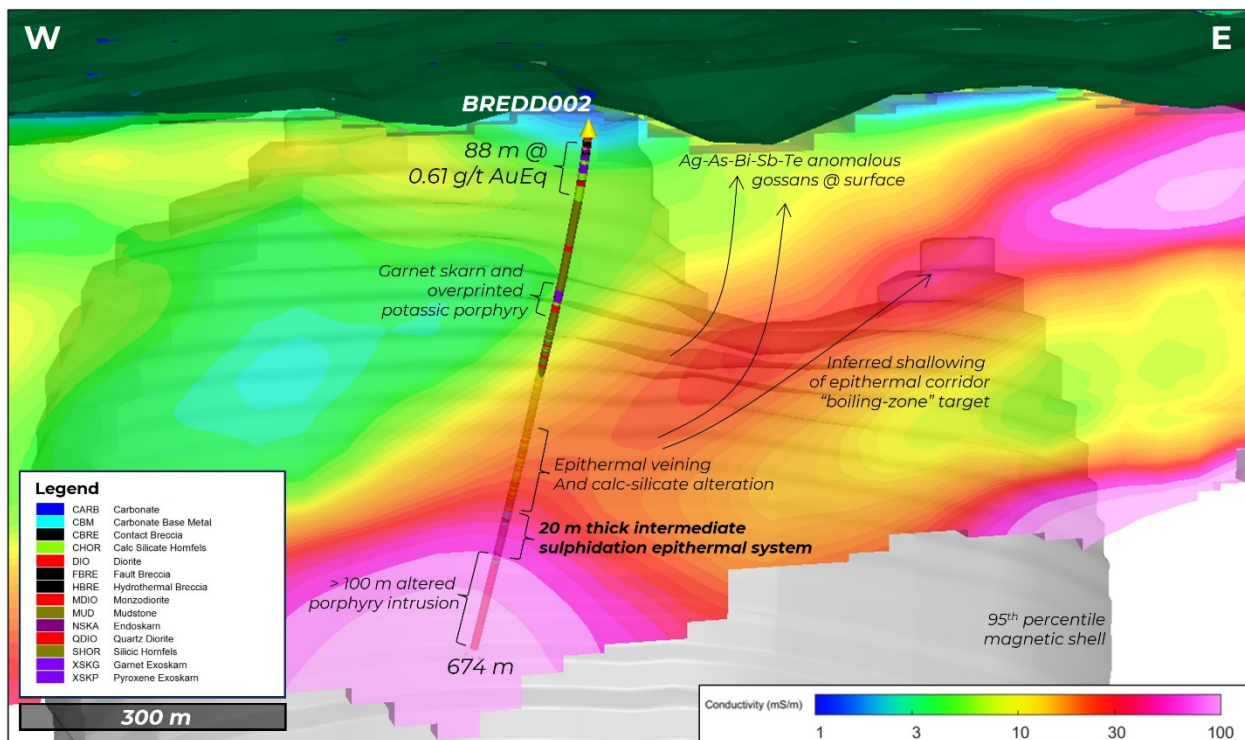 W
E
BREDD002
88 m @
0.61 g/t AuEq
Ag-As-Bi-Sb-Te anomalous
gossans @ surface
Garnet skarn and
overprinted
potassic porphyry
Inferred shallowing
of epithermal corridor
“boiling-zone” target
Epithermal veining
And calc-silicate alteration
20 m thick intermediate
sulphidation epithermal system
> 100 m altered
porphyry intrusion
95th percentile
magnetic shell
674 m
Legend
CARB Carbonate
CBM Carbonate Base Metal
CBRE Contact Breccia
CHOR Calc Silicate Hornfels
DIO Diorite
FBRE Fault Breccia
HBRE Hydrothermal Breccia
MDIO Monzodiorite
MUD Mudstone
NSKA Endoskarn
QDIO Quartz Diorite
SHOR Silicic Hornfels
XSKG Garnet Exoskarn
XSKP Pyroxene Exoskarn
300 m
Conductivity (mS/m)
1 3 10 30 100